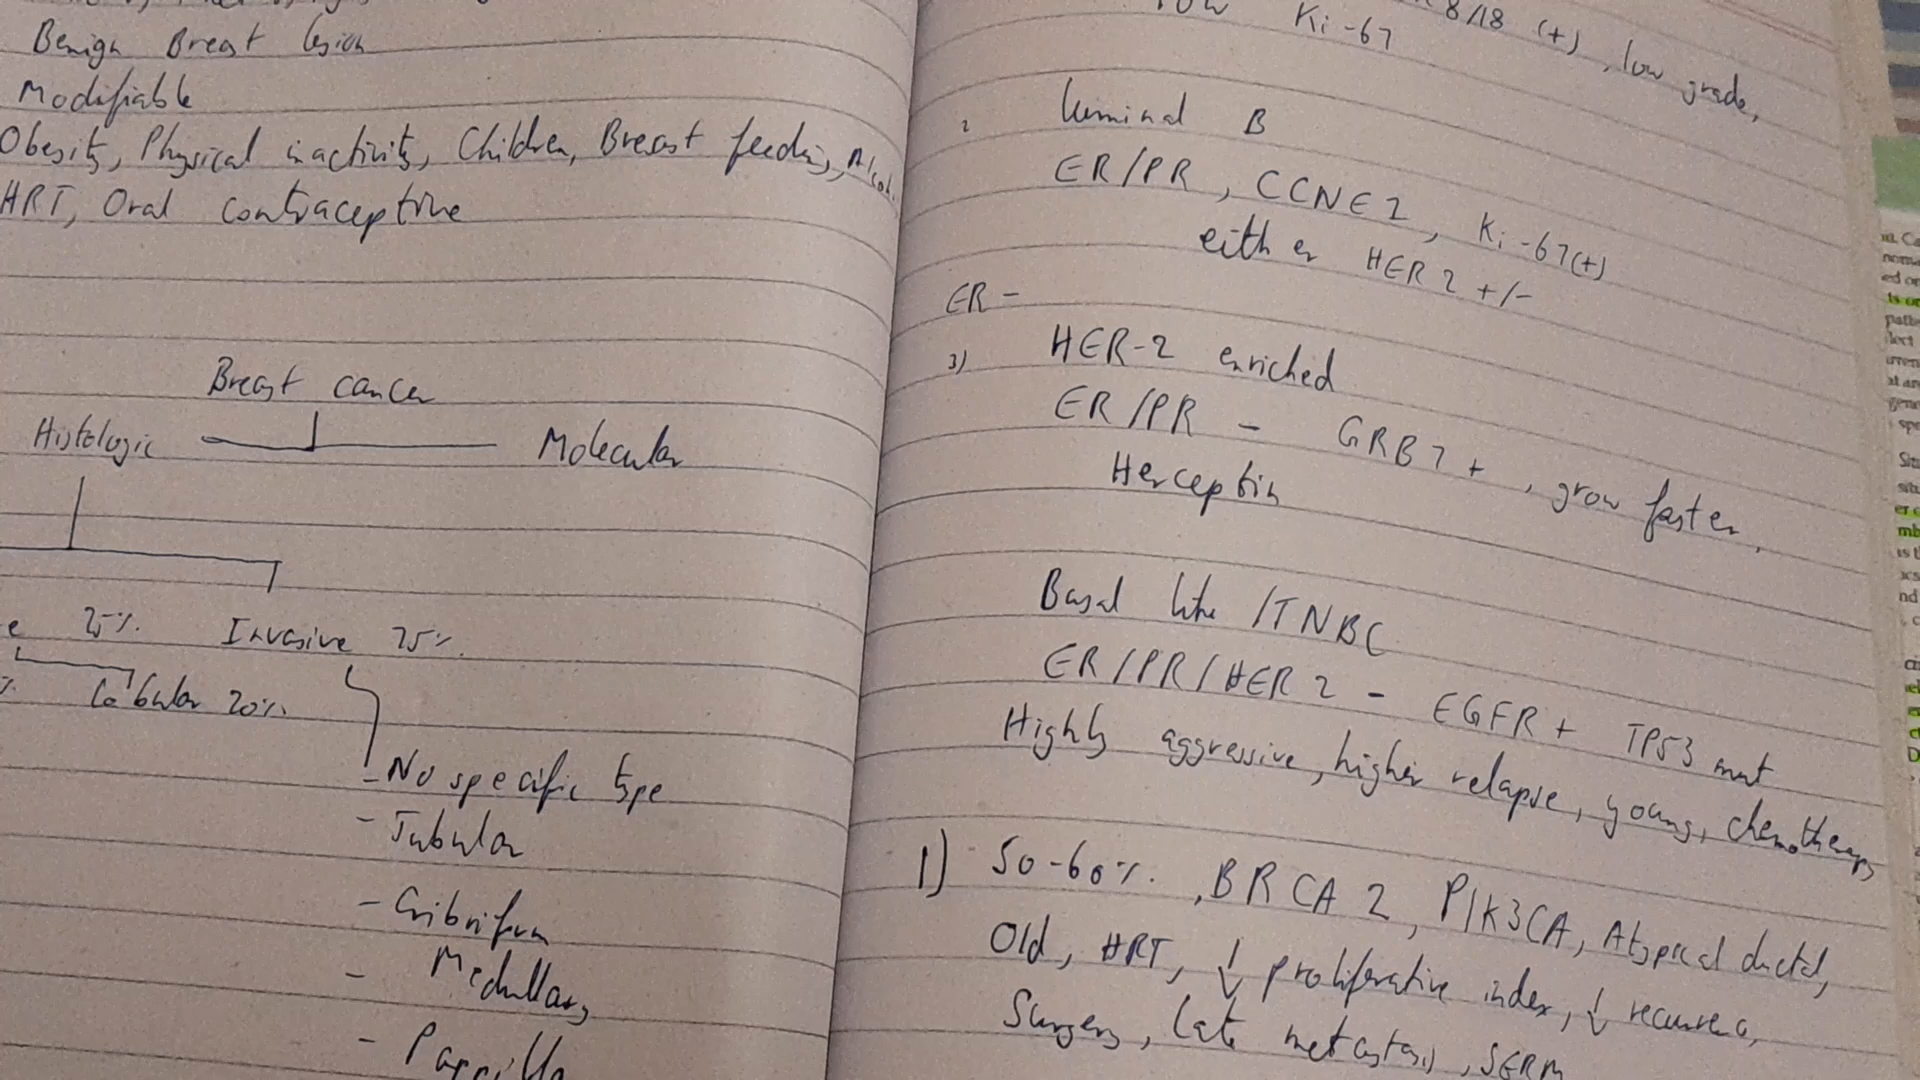 Benign Breast lesion
Modifiable
Obesity, Physical inactivity, Children, Breast feeding, Alcohol
HRT, Oral contraceptive
Breast cancer
Histologic
Molecular
25%. Invasive 75%.
Lobular 20%.
- No specific type
- Tubular
- Cribriform
- Medullary
- Papilla
8/18 (+), low grade,
low Ki-67
2 Luminal B
ER/PR, CCNE2, Ki-67(+)
either HER2 +/-
ER -
3) HER-2 enriched
ER/PR - GRB7 +, grow faster,
Herceptin
Basal like /TNBC
ER/PR/HER2 - EGFR + TP53 mut
Highly aggressive, higher relapse, young, chemotherapy
1) 50-60%., BRCA2, PIK3CA, Atypical ductal,
Old, HRT, ↓ proliferative index, ↓ recurrence,
Surgery, Late metastasis, SERM